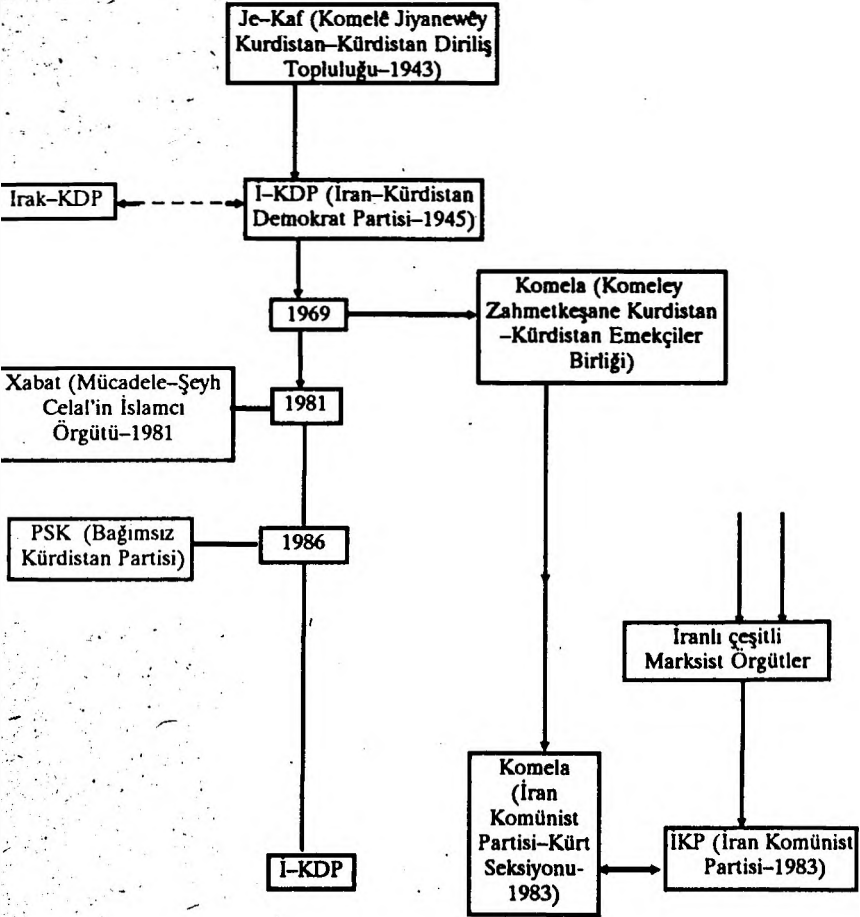 Je–Kaf (Komelê Jiyanewêy
Kurdistan–Kürdistan Diriliş
Topluluğu–1943)
Irak–KDP
İ–KDP (İran–Kürdistan
Demokrat Partisi–1945)
1969
Komela (Komeley
Zahmetkeşane Kurdistan
–Kürdistan Emekçiler
Birliği)
Xabat (Mücadele–Şeyh
Celal'in İslamcı
Örgütü–1981
1981
PSK (Bağımsız
Kürdistan Partisi)
1986
İranlı çeşitli
Marksist Örgütler
Komela
(İran
Komünist
Partisi–Kürt
Seksiyonu-
1983)
İKP (İran Komünist
Partisi–1983)
İ–KDP